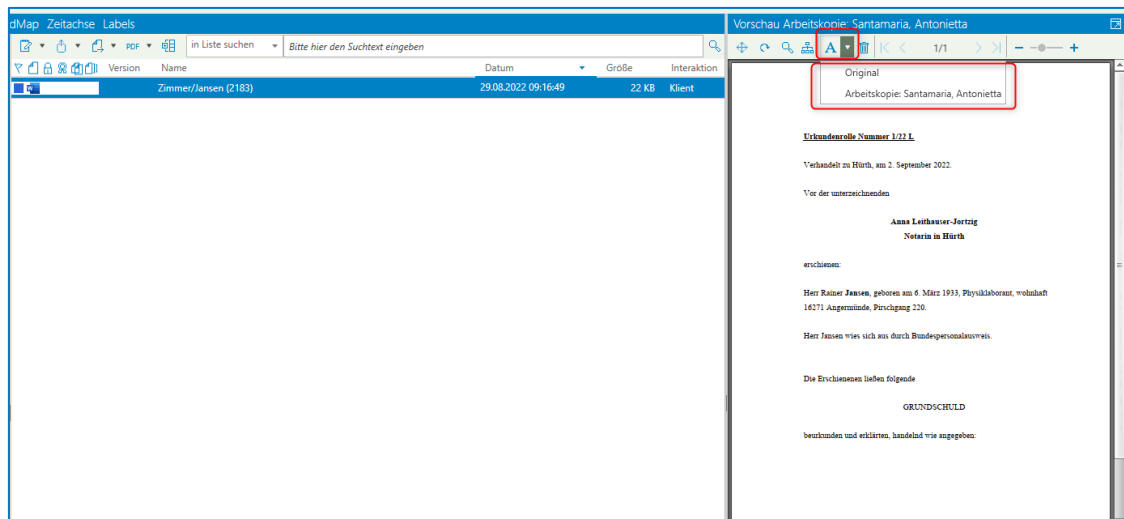 dMap Zeitachse Labels
PDF in Liste suchen Bitte hier den Suchtext eingeben
Version Name Datum Größe Interaktion
Zimmer/Jansen (2183) 29.08.2022 09:16:49 22 KB Klient
Vorschau Arbeitskopie: Santamaria, Antonietta
A 1/1
Original
Arbeitskopie: Santamaria, Antonietta
Urkundenrolle Nummer 1/22 L
Verhandelt zu Hürth, am 2. September 2022.
Vor der unterzeichnenden
Anna Leithauser-Jortzig
Notarin in Hürth
erschienen:
Herr Rainer Jansen, geboren am 6. März 1933, Physiklaborant, wohnhaft
16271 Angermünde, Pirschgang 220.
Herr Jansen wies sich aus durch Bundespersonalausweis.
Die Erschienenen ließen folgende
GRUNDSCHULD
beurkunden und erklärten, handelnd wie angegeben: